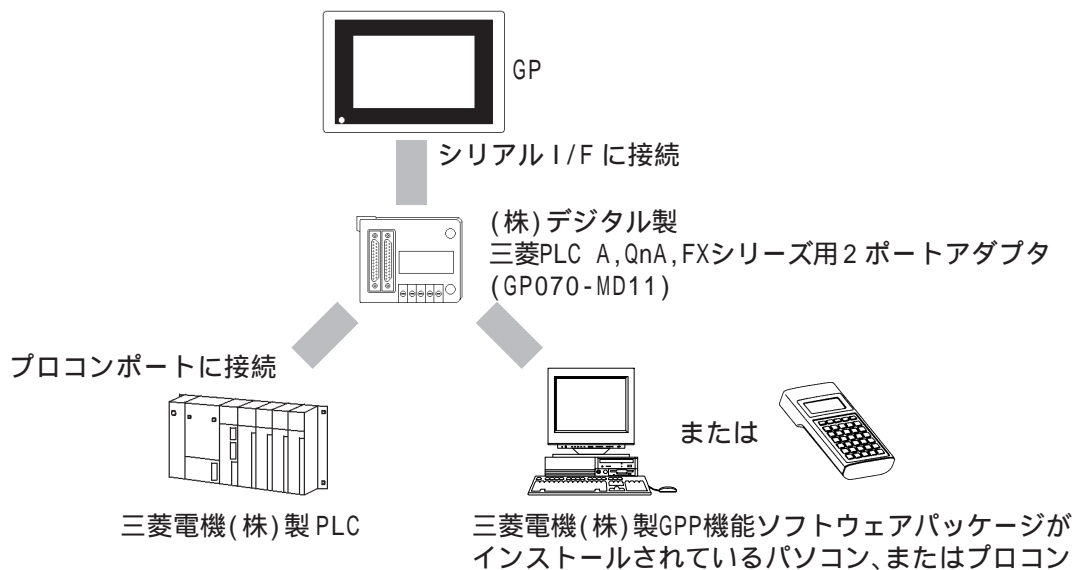 GP
シリアルI/Fに接続
(株)デジタル製
三菱PLC A,QnA,FXシリーズ用2ポートアダプタ
(GP070-MD11)
プロコンポートに接続
または
三菱電機(株)製PLC
三菱電機(株)製GPP機能ソフトウェアパッケージが
インストールされているパソコン、またはプロコン